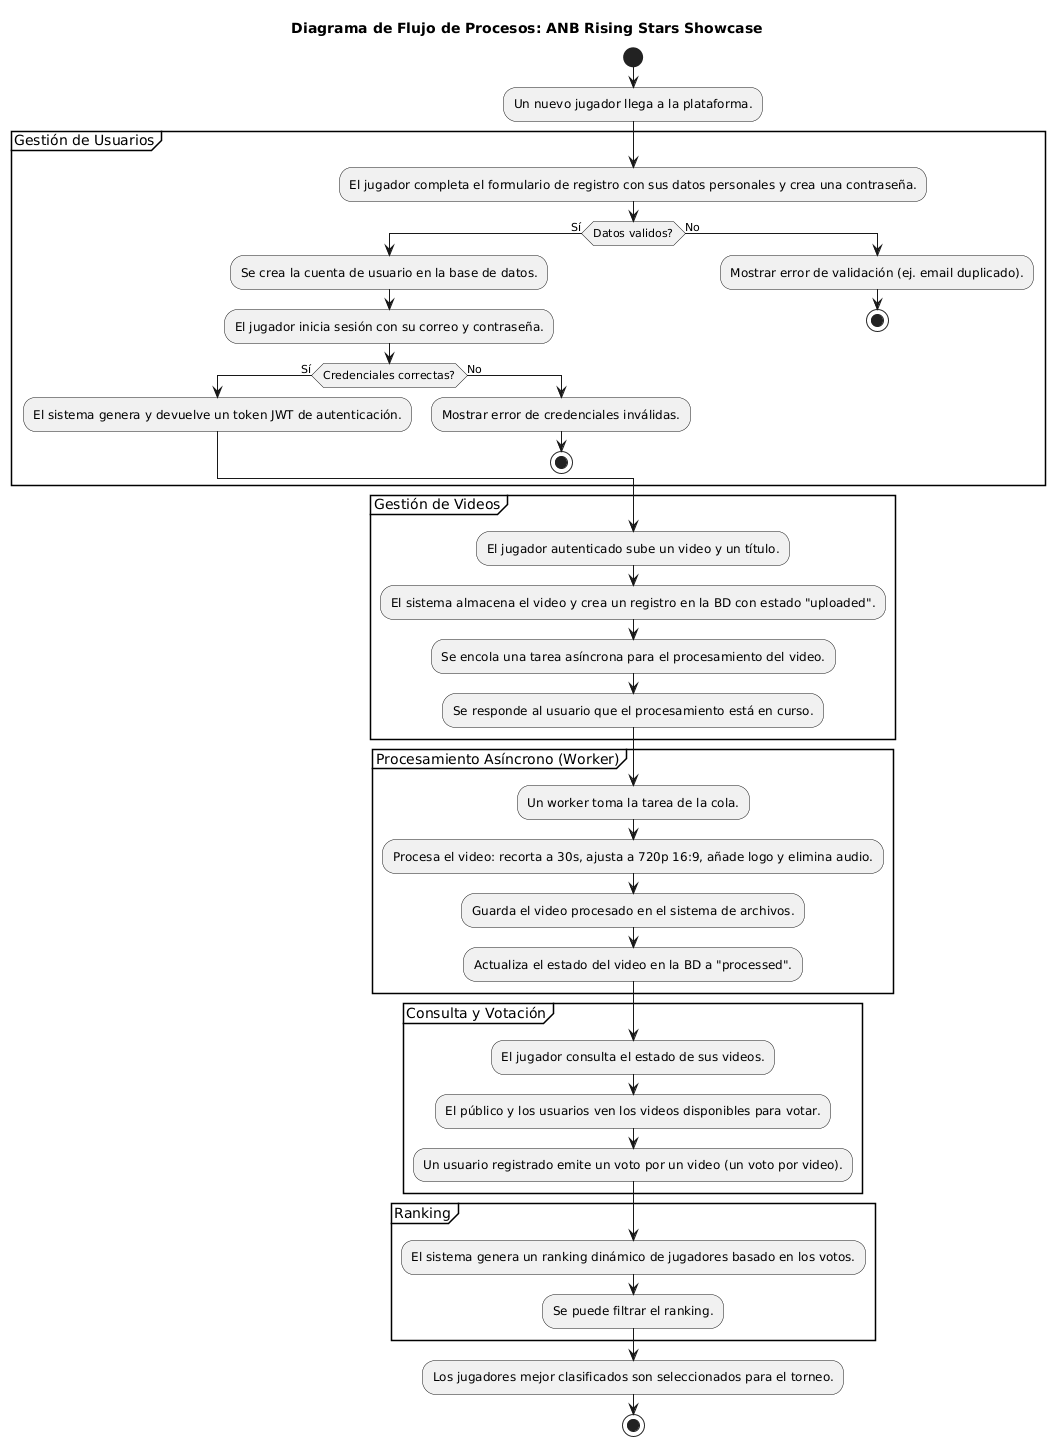 Diagrama de Flujo de Procesos: ANB Rising Stars Showcase
Un nuevo jugador llega a la plataforma.
Gestión de Usuarios
El jugador completa el formulario de registro con sus datos personales y crea una contraseña.
Sí
Datos validos?
No
Se crea la cuenta de usuario en la base de datos.
Mostrar error de validación (ej. email duplicado).
El jugador inicia sesión con su correo y contraseña.
Sí
Credenciales correctas?
No
El sistema genera y devuelve un token JWT de autenticación.
Mostrar error de credenciales inválidas.
Gestión de Videos
El jugador autenticado sube un video y un título.
El sistema almacena el video y crea un registro en la BD con estado "uploaded".
Se encola una tarea asíncrona para el procesamiento del video.
Se responde al usuario que el procesamiento está en curso.
Procesamiento Asíncrono (Worker)
Un worker toma la tarea de la cola.
Procesa el video: recorta a 30s, ajusta a 720p 16:9, añade logo y elimina audio.
Guarda el video procesado en el sistema de archivos.
Actualiza el estado del video en la BD a "processed".
Consulta y Votación
El jugador consulta el estado de sus videos.
El público y los usuarios ven los videos disponibles para votar.
Un usuario registrado emite un voto por un video (un voto por video).
Ranking
El sistema genera un ranking dinámico de jugadores basado en los votos.
Se puede filtrar el ranking.
Los jugadores mejor clasificados son seleccionados para el torneo.